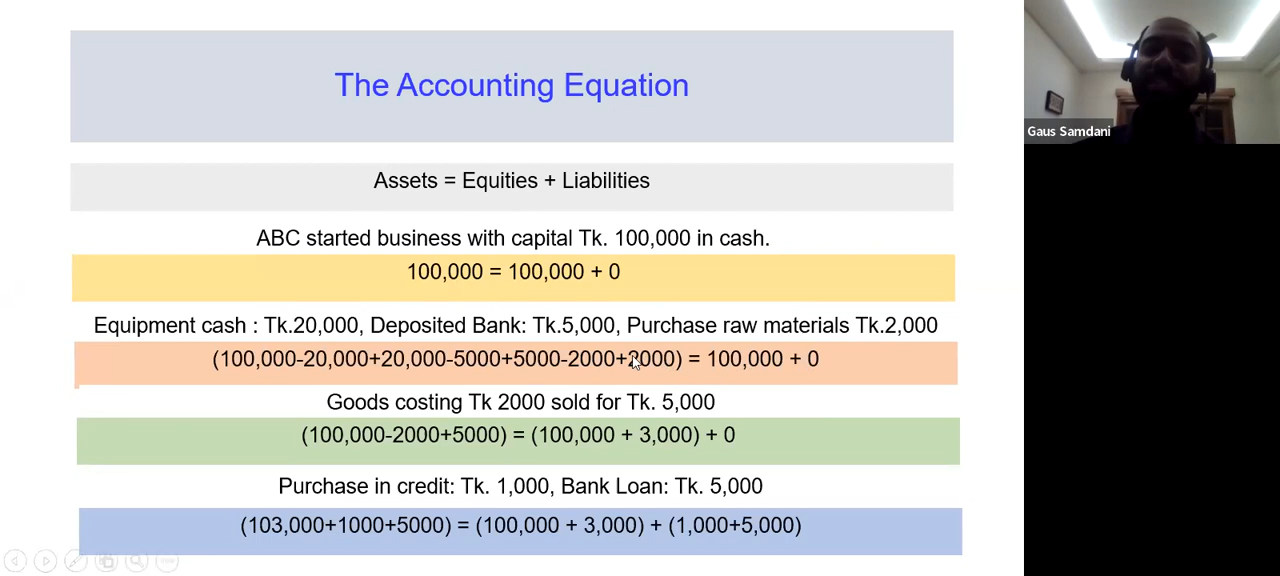 The Accounting Equation
Assets = Equities + Liabilities
ABC started business with capital Tk. 100,000 in cash.
100,000 = 100,000 + 0
Equipment cash : Tk.20,000, Deposited Bank: Tk.5,000, Purchase raw materials Tk.2,000
(100,000-20,000+20,000-5000+5000-2000+2000) = 100,000 + 0
Goods costing Tk 2000 sold for Tk. 5,000
(100,000-2000+5000) = (100,000 + 3,000) + 0
Purchase in credit: Tk. 1,000, Bank Loan: Tk. 5,000
(103,000+1000+5000) = (100,000 + 3,000) + (1,000+5,000)
Gaus Samdani